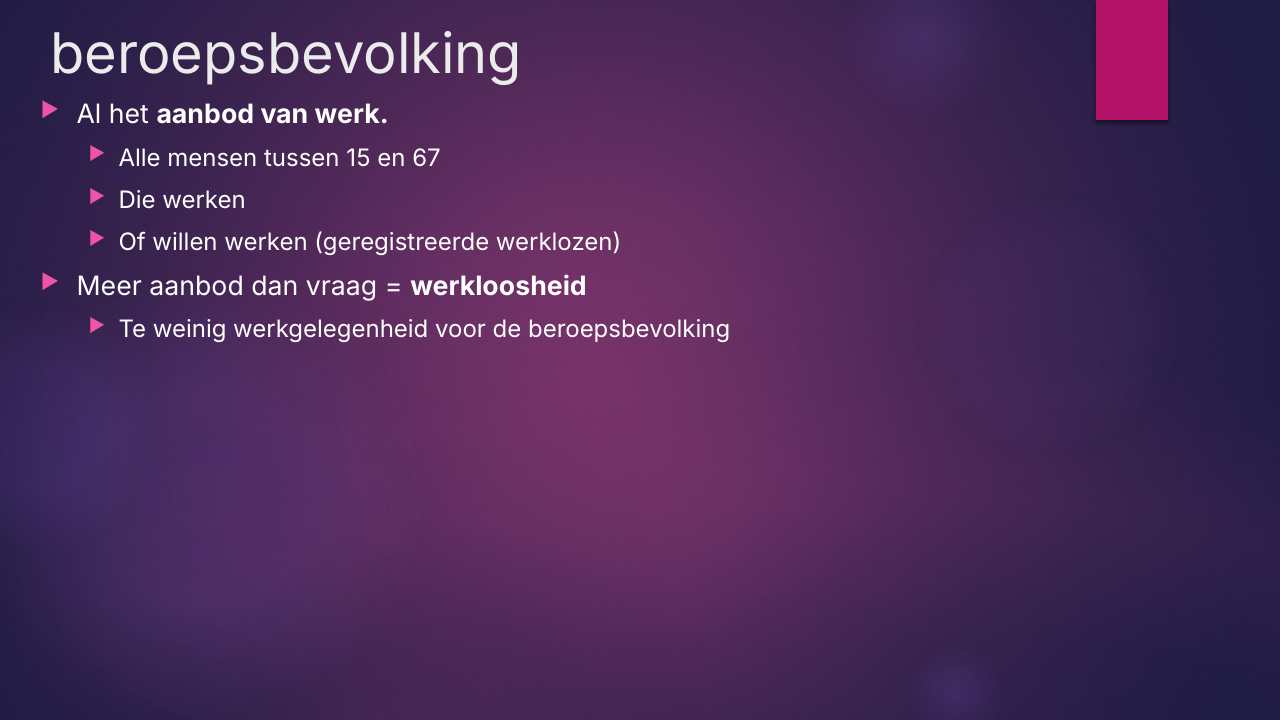 beroepsbevolking
Al het aanbod van werk.
Alle mensen tussen 15 en 67
Die werken
Of willen werken (geregistreerde werklozen)
Meer aanbod dan vraag = werkloosheid
Te weinig werkgelegenheid voor de beroepsbevolking